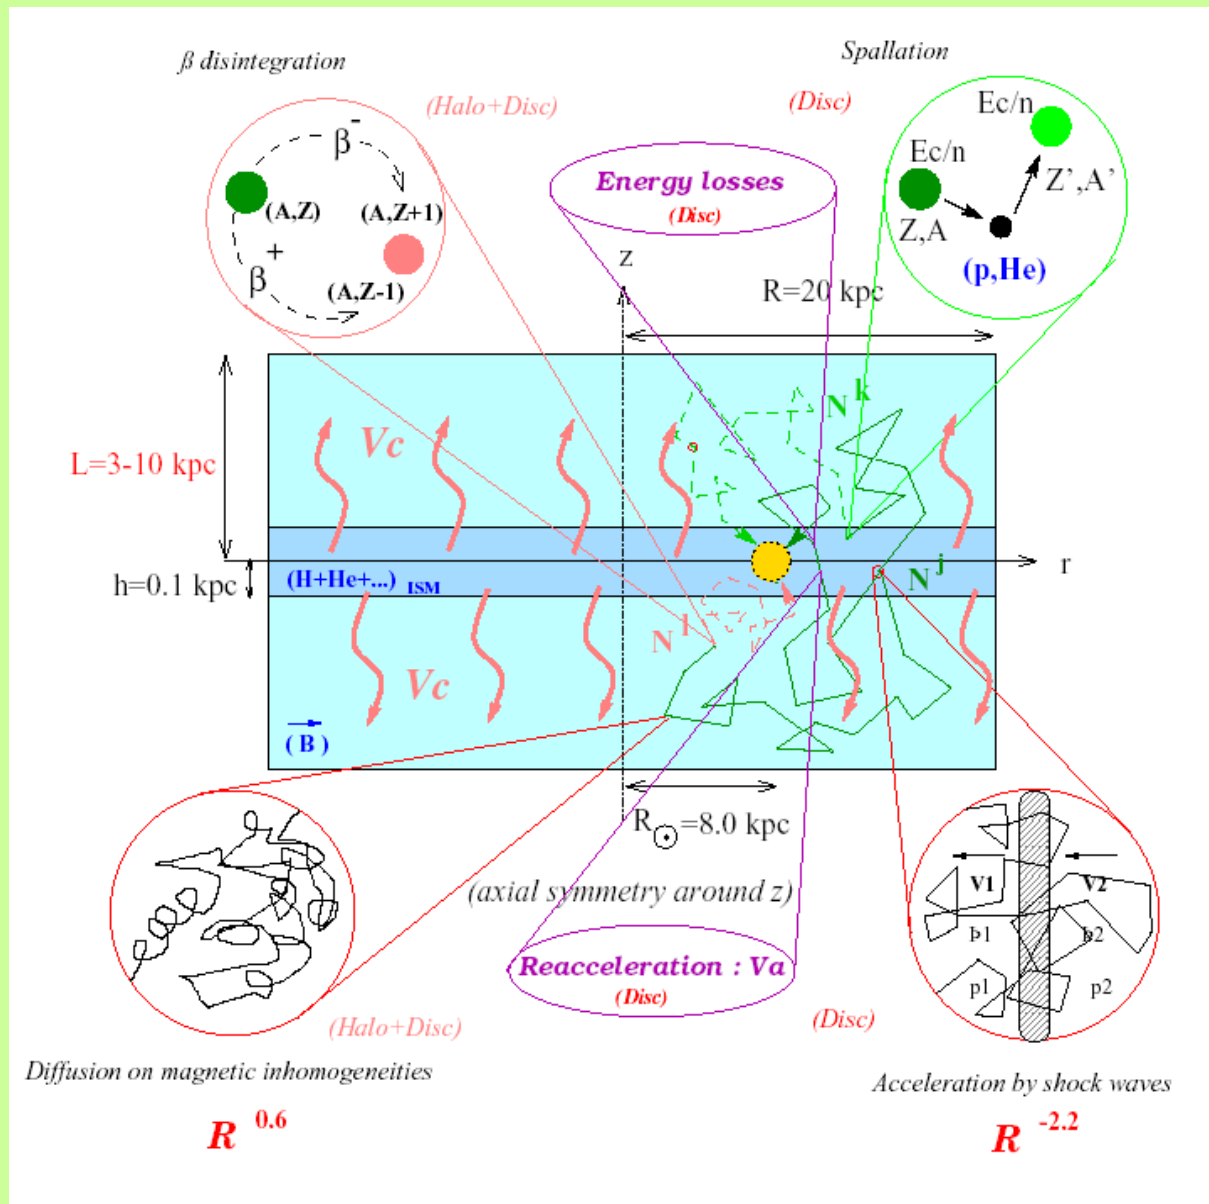 β disintegration
Spallation
(Halo+Disc)
(Disc)
β-
(A,Z)
(A,Z+1)
β+
(A,Z-1)
Energy losses
(Disc)
Ec/n
Ec/n
Z',A'
Z,A
(p,He)
z
R=20 kpc
N k
Vc
L=3-10 kpc
h=0.1 kpc
(H+He+...) ISM
r
N j
N l
Vc
( B )
R☉=8.0 kpc
(axial symmetry around z)
V1
V2
p1
p2
Reacceleration : Va
(Disc)
(Halo+Disc)
(Disc)
Diffusion on magnetic inhomogeneities
Acceleration by shock waves
R 0.6
R -2.2